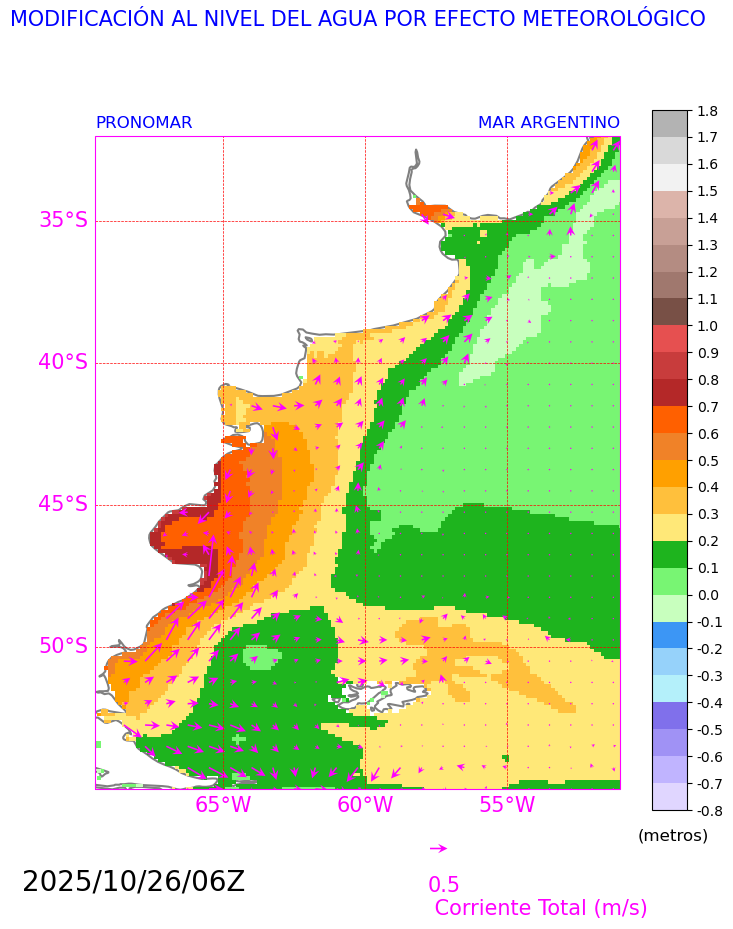 MODIFICACIÓN AL NIVEL DEL AGUA POR EFECTO METEOROLÓGICO
PRONOMAR
MAR ARGENTINO
35°S
40°S
45°S
50°S
65°W
60°W
55°W
1.8
1.7
1.6
1.5
1.4
1.3
1.2
1.1
1.0
0.9
0.8
0.7
0.6
0.5
0.4
0.3
0.2
0.1
0.0
-0.1
-0.2
-0.3
-0.4
-0.5
-0.6
-0.7
-0.8
(metros)
2025/10/26/06Z
0.5
Corriente Total (m/s)